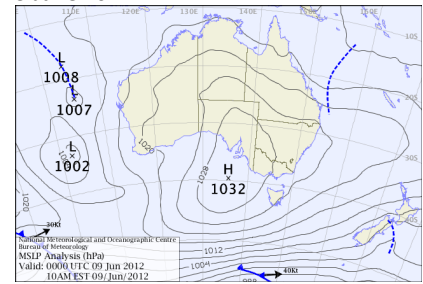 110E
120E
130E
140E
150E
10S
20S
30S
L
1008
L
1007
L
1002
1020
1028
H
1032
1020
1012
1004
30Kt
40Kt
National Meteorological and Oceanographic Centre
Bureau of Meteorology
MSLP Analysis (hPa)
Valid: 0000 UTC 09 Jun 2012
10AM EST 09/Jun/2012